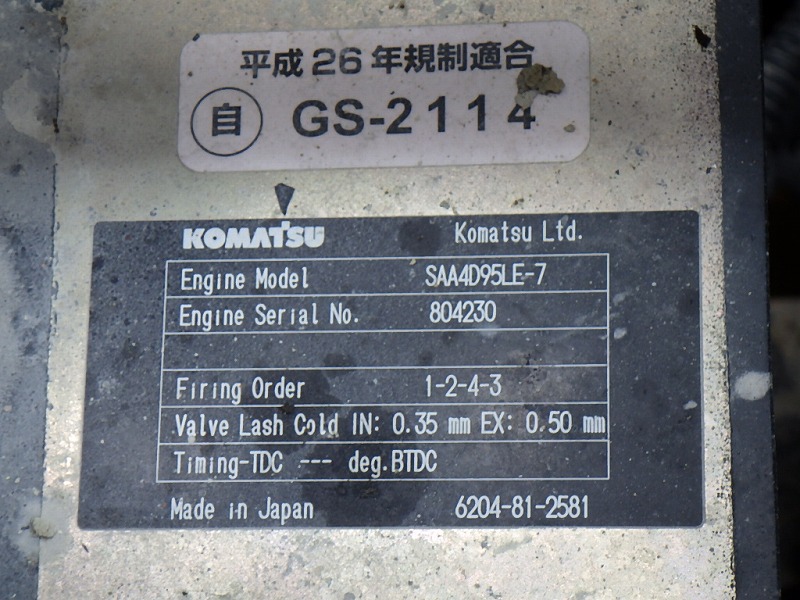 平成26年規制適合
自 GS-2114
KOMATSU Komatsu Ltd.
Engine Model SAA4D95LE-7
Engine Serial No. 804230
Firing Order 1-2-4-3
Valve Lash Cold IN: 0.35 mm EX: 0.50 mm
Timing-TDC --- deg.BTDC
Made in Japan 6204-81-2581